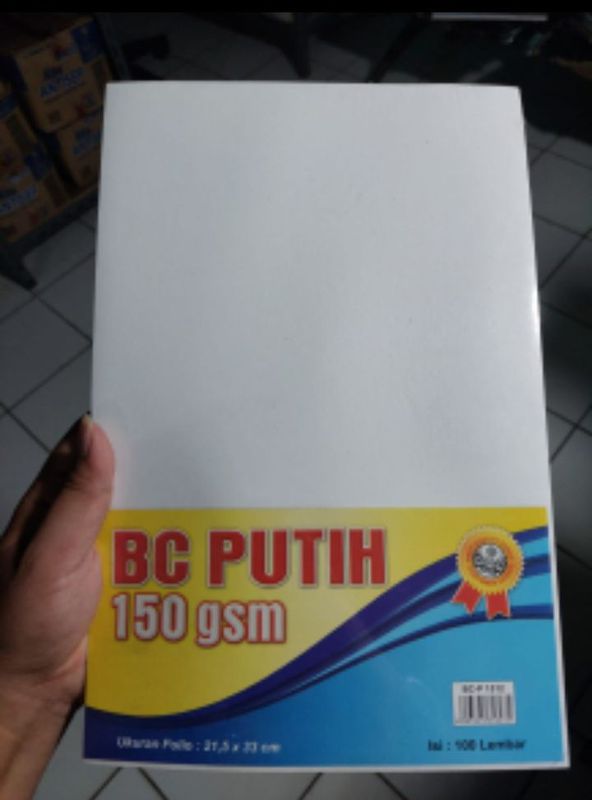 BC PUTIH
150 gsm
Ukuran Folio : 21,5 x 33 cm
Isi : 100 Lembar